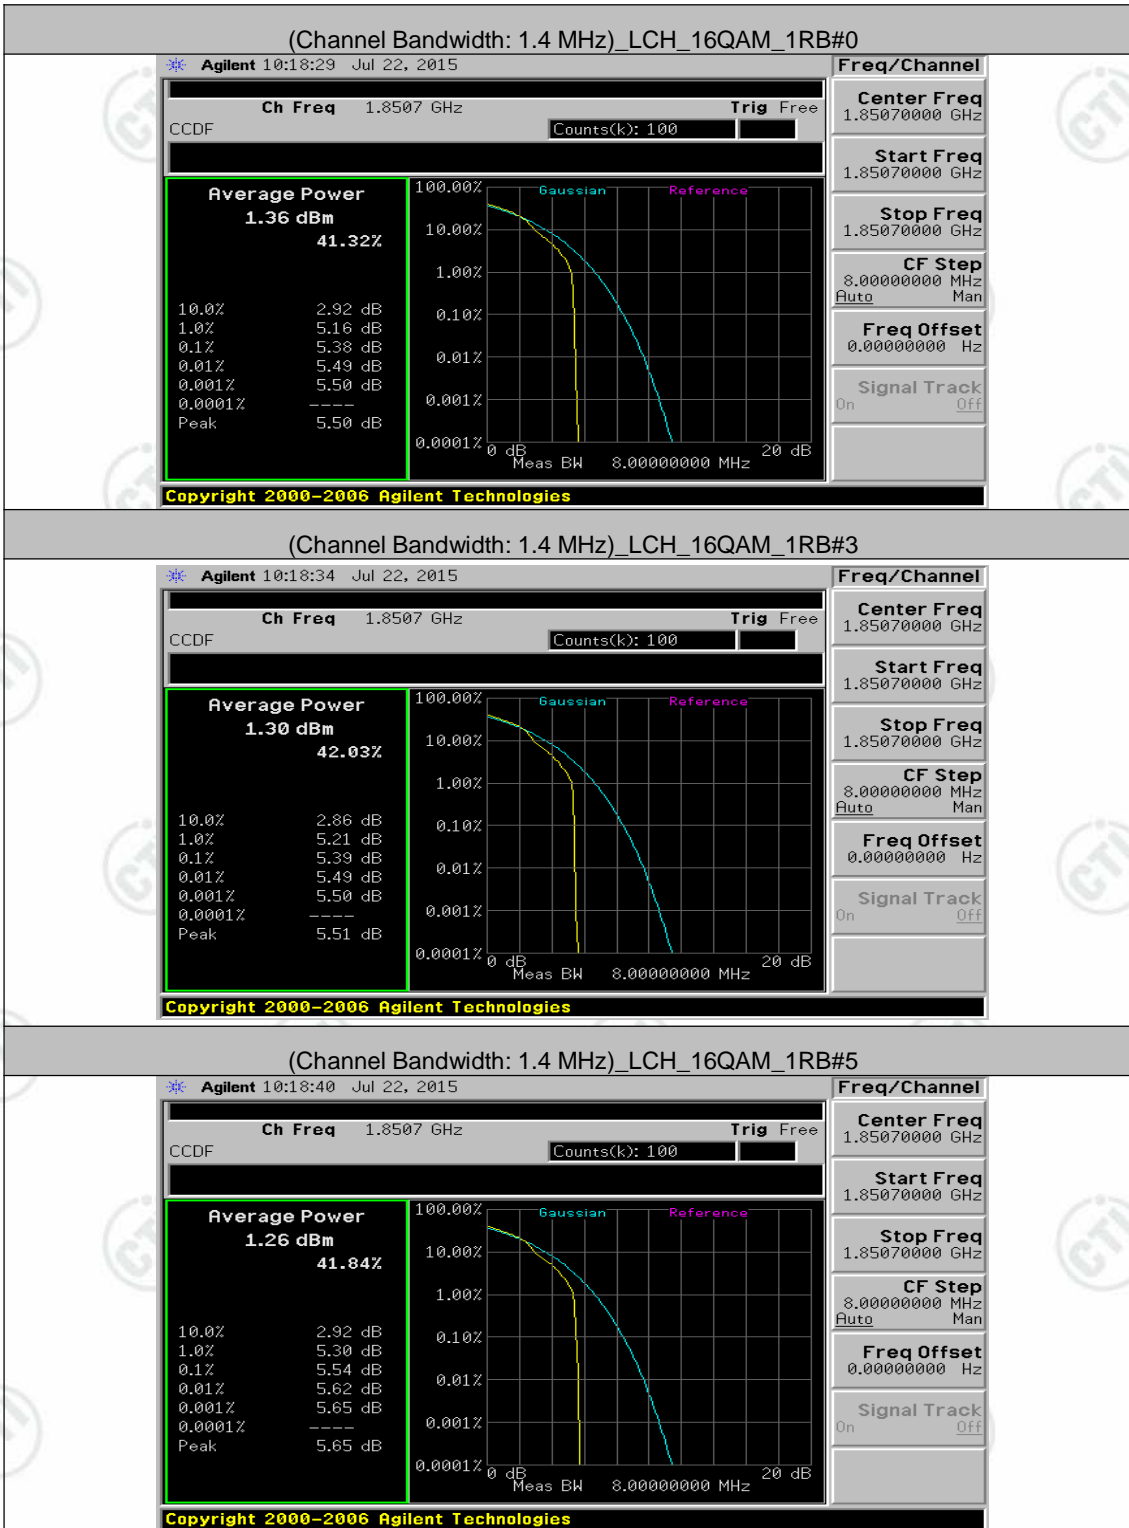 (Channel Bandwidth: 1.4 MHz)_LCH_16QAM_1RB#0
Agilent 10:18:29 Jul 22, 2015
Freq/Channel
Ch Freq 1.8507 GHz Trig Free
CCDF Counts(k): 100
Center Freq
1.85070000 GHz
Start Freq
1.85070000 GHz
Stop Freq
1.85070000 GHz
CF Step
8.00000000 MHz
Auto Man
Freq Offset
0.00000000 Hz
Signal Track
On Off
Average Power
1.36 dBm
41.32%
10.0% 2.92 dB
1.0% 5.16 dB
0.1% 5.38 dB
0.01% 5.49 dB
0.001% 5.50 dB
0.0001% ----
Peak 5.50 dB
Gaussian Reference
100.00%
10.00%
1.00%
0.10%
0.01%
0.001%
0.0001%
0 dB 20 dB
Meas BW 8.00000000 MHz
Copyright 2000-2006 Agilent Technologies
(Channel Bandwidth: 1.4 MHz)_LCH_16QAM_1RB#3
Agilent 10:18:34 Jul 22, 2015
Freq/Channel
Ch Freq 1.8507 GHz Trig Free
CCDF Counts(k): 100
Center Freq
1.85070000 GHz
Start Freq
1.85070000 GHz
Stop Freq
1.85070000 GHz
CF Step
8.00000000 MHz
Auto Man
Freq Offset
0.00000000 Hz
Signal Track
On Off
Average Power
1.30 dBm
42.03%
10.0% 2.86 dB
1.0% 5.21 dB
0.1% 5.39 dB
0.01% 5.49 dB
0.001% 5.50 dB
0.0001% ----
Peak 5.51 dB
Gaussian Reference
100.00%
10.00%
1.00%
0.10%
0.01%
0.001%
0.0001%
0 dB 20 dB
Meas BW 8.00000000 MHz
Copyright 2000-2006 Agilent Technologies
(Channel Bandwidth: 1.4 MHz)_LCH_16QAM_1RB#5
Agilent 10:18:40 Jul 22, 2015
Freq/Channel
Ch Freq 1.8507 GHz Trig Free
CCDF Counts(k): 100
Center Freq
1.85070000 GHz
Start Freq
1.85070000 GHz
Stop Freq
1.85070000 GHz
CF Step
8.00000000 MHz
Auto Man
Freq Offset
0.00000000 Hz
Signal Track
On Off
Average Power
1.26 dBm
41.84%
10.0% 2.92 dB
1.0% 5.30 dB
0.1% 5.54 dB
0.01% 5.62 dB
0.001% 5.65 dB
0.0001% ----
Peak 5.65 dB
Gaussian Reference
100.00%
10.00%
1.00%
0.10%
0.01%
0.001%
0.0001%
0 dB 20 dB
Meas BW 8.00000000 MHz
Copyright 2000-2006 Agilent Technologies
CTI
CTI
CTI
CTI
CTI
CTI
CTI
CTI